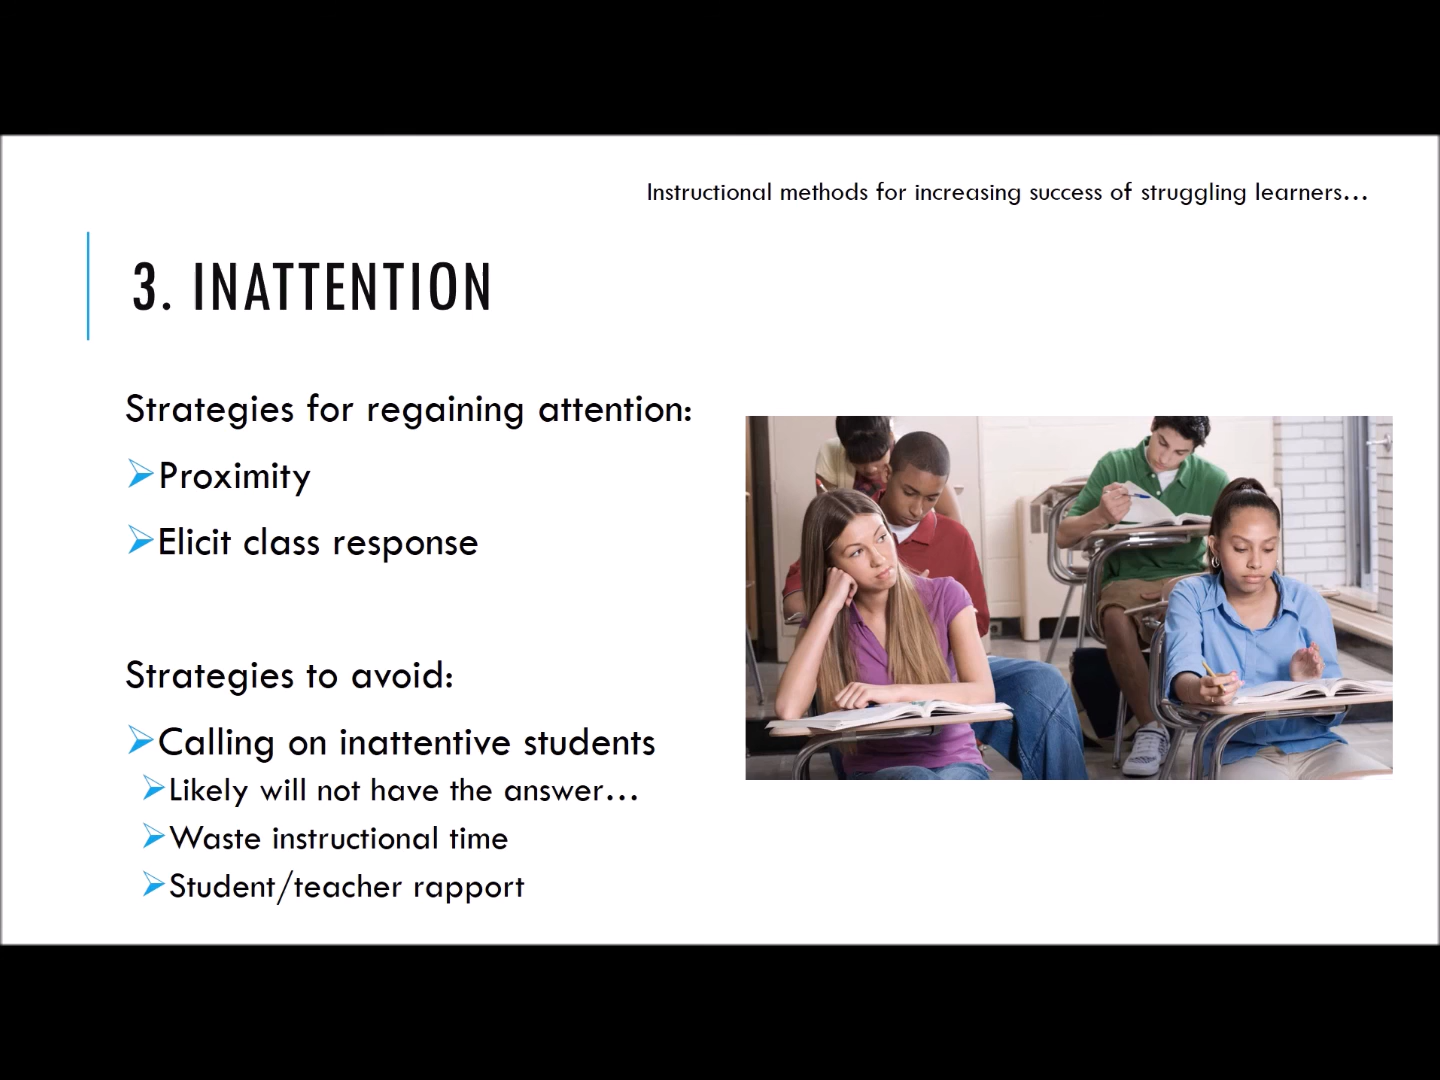 Instructional methods for increasing success of struggling learners...
3. INATTENTION
Strategies for regaining attention:
➢Proximity
➢Elicit class response
Strategies to avoid:
➢Calling on inattentive students
➢Likely will not have the answer...
➢Waste instructional time
➢Student/teacher rapport